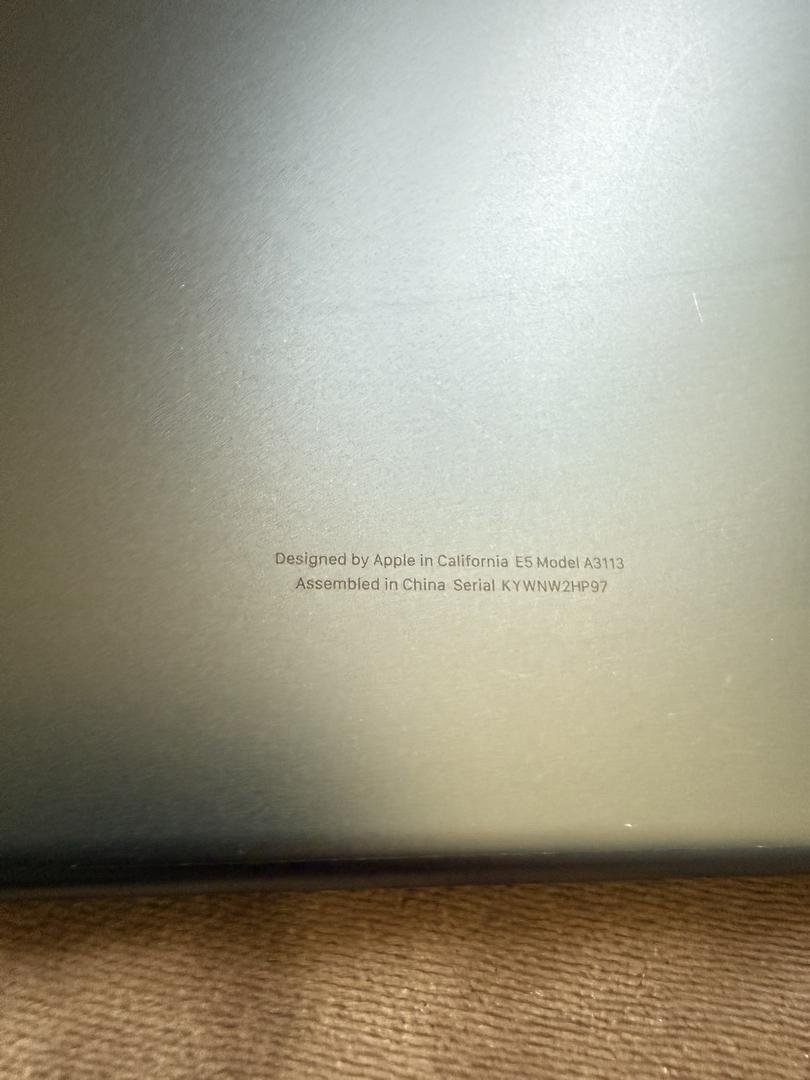 Designed by Apple in California E5 Model A3113
Assembled in China Serial KYWNW2HP97